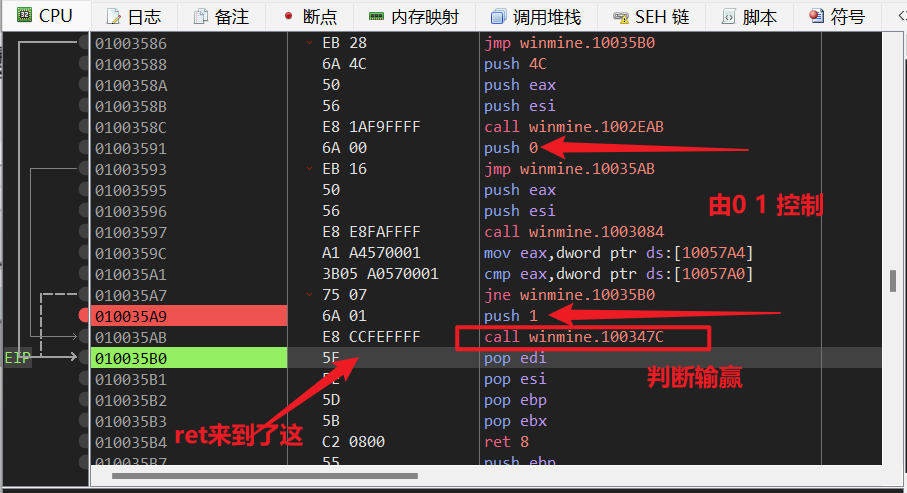 CPU 日志 备注 断点 内存映射 调用堆栈 SEH 链 脚本 符号
01003586 EB 28 jmp winmine.10035B0
01003588 6A 4C push 4C
0100358A 50 push eax
0100358B 56 push esi
0100358C E8 1AF9FFFF call winmine.1002EAB
01003591 6A 00 push 0
01003593 EB 16 jmp winmine.10035AB
01003595 50 push eax
01003596 56 push esi
由0 1 控制
01003597 E8 E8FAFFFF call winmine.1003084
0100359C A1 A4570001 mov eax,dword ptr ds:[10057A4]
010035A1 3B05 A0570001 cmp eax,dword ptr ds:[10057A0]
010035A7 75 07 jne winmine.10035B0
010035A9 6A 01 push 1
010035AB E8 CCFEFFFF call winmine.100347C
EIP 010035B0 5F pop edi
判断输赢
010035B1 5E pop esi
010035B2 5D pop ebp
010035B3 5B pop ebx
ret来到了这
010035B4 C2 0800 ret 8
010035B7 55 push ebp